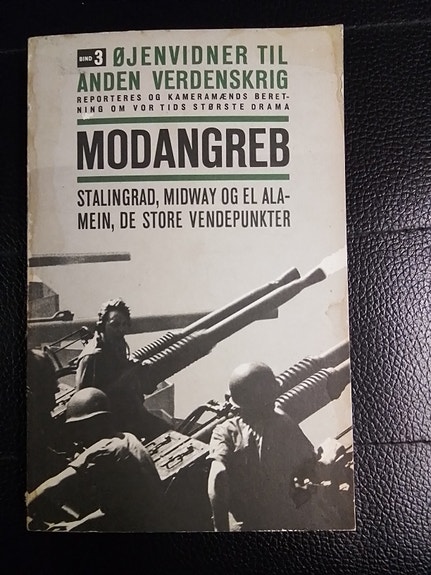 BIND 3 ØJENVIDNER TIL
ANDEN VERDENSKRIG
REPORTERES OG KAMERAMÆNDS BERET-
NING OM VOR TIDS STØRSTE DRAMA
MODANGREB
STALINGRAD, MIDWAY OG EL ALA-
MEIN, DE STORE VENDEPUNKTER